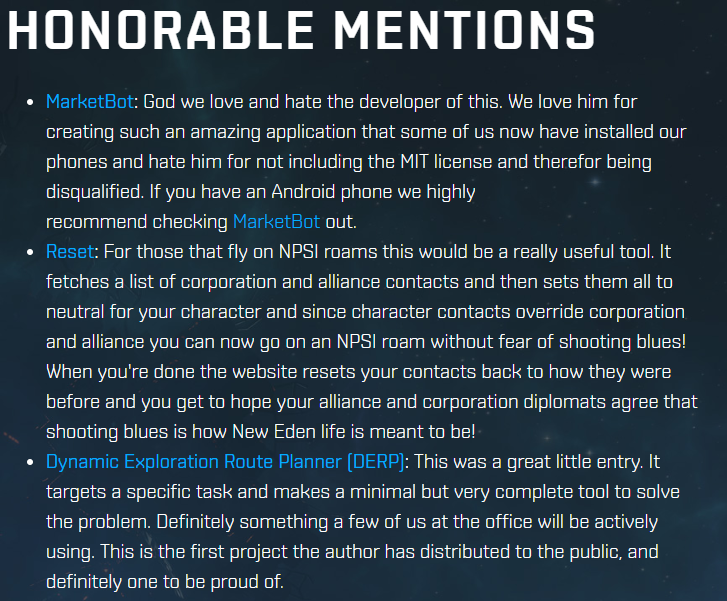 HONORABLE MENTIONS
• MarketBot: God we love and hate the developer of this. We love him for
creating such an amazing application that some of us now have installed our
phones and hate him for not including the MIT license and therefor being
disqualified. If you have an Android phone we highly
recommend checking MarketBot out.
• Reset: For those that fly on NPSI roams this would be a really useful tool. It
fetches a list of corporation and alliance contacts and then sets them all to
neutral for your character and since character contacts override corporation
and alliance you can now go on an NPSI roam without fear of shooting blues!
When you're done the website resets your contacts back to how they were
before and you get to hope your alliance and corporation diplomats agree that
shooting blues is how New Eden life is meant to be!
• Dynamic Exploration Route Planner (DERP): This was a great little entry. It
targets a specific task and makes a minimal but very complete tool to solve
the problem. Definitely something a few of us at the office will be actively
using. This is the first project the author has distributed to the public, and
definitely one to be proud of.